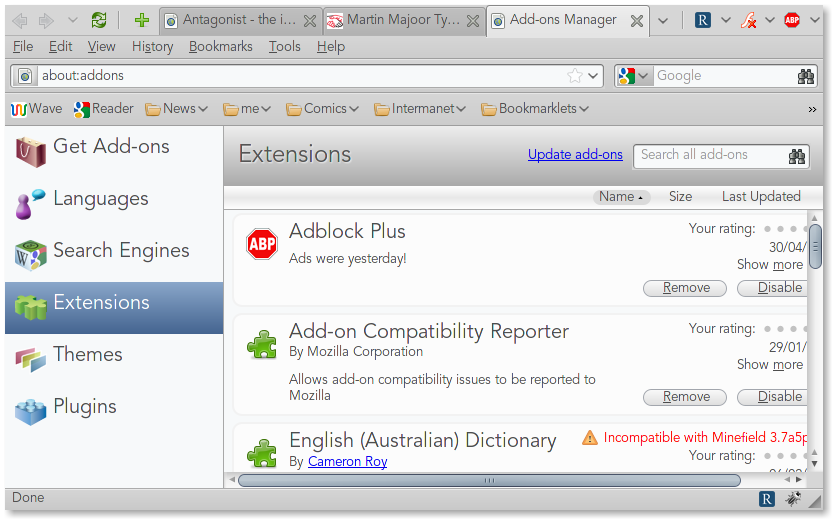 Antagonist - the i...
Martin Majoor Ty...
Add-ons Manager
R
ABP
File Edit View History Bookmarks Tools Help
about:addons
Google
Wave Reader News me Comics Intermanet Bookmarklets »
Get Add-ons
Languages
Search Engines
Extensions
Themes
Plugins
Extensions
Update add-ons
Search all add-ons
Name Size Last Updated
ABP
Adblock Plus
Ads were yesterday!
Your rating:
30/04/
Show more
Remove Disable
Add-on Compatibility Reporter
By Mozilla Corporation
Allows add-on compatibility issues to be reported to
Mozilla
Your rating:
29/01/
Show more
Remove Disable
English (Australian) Dictionary
By Cameron Roy
Incompatible with Minefield 3.7a5p
Your rating:
Done
R